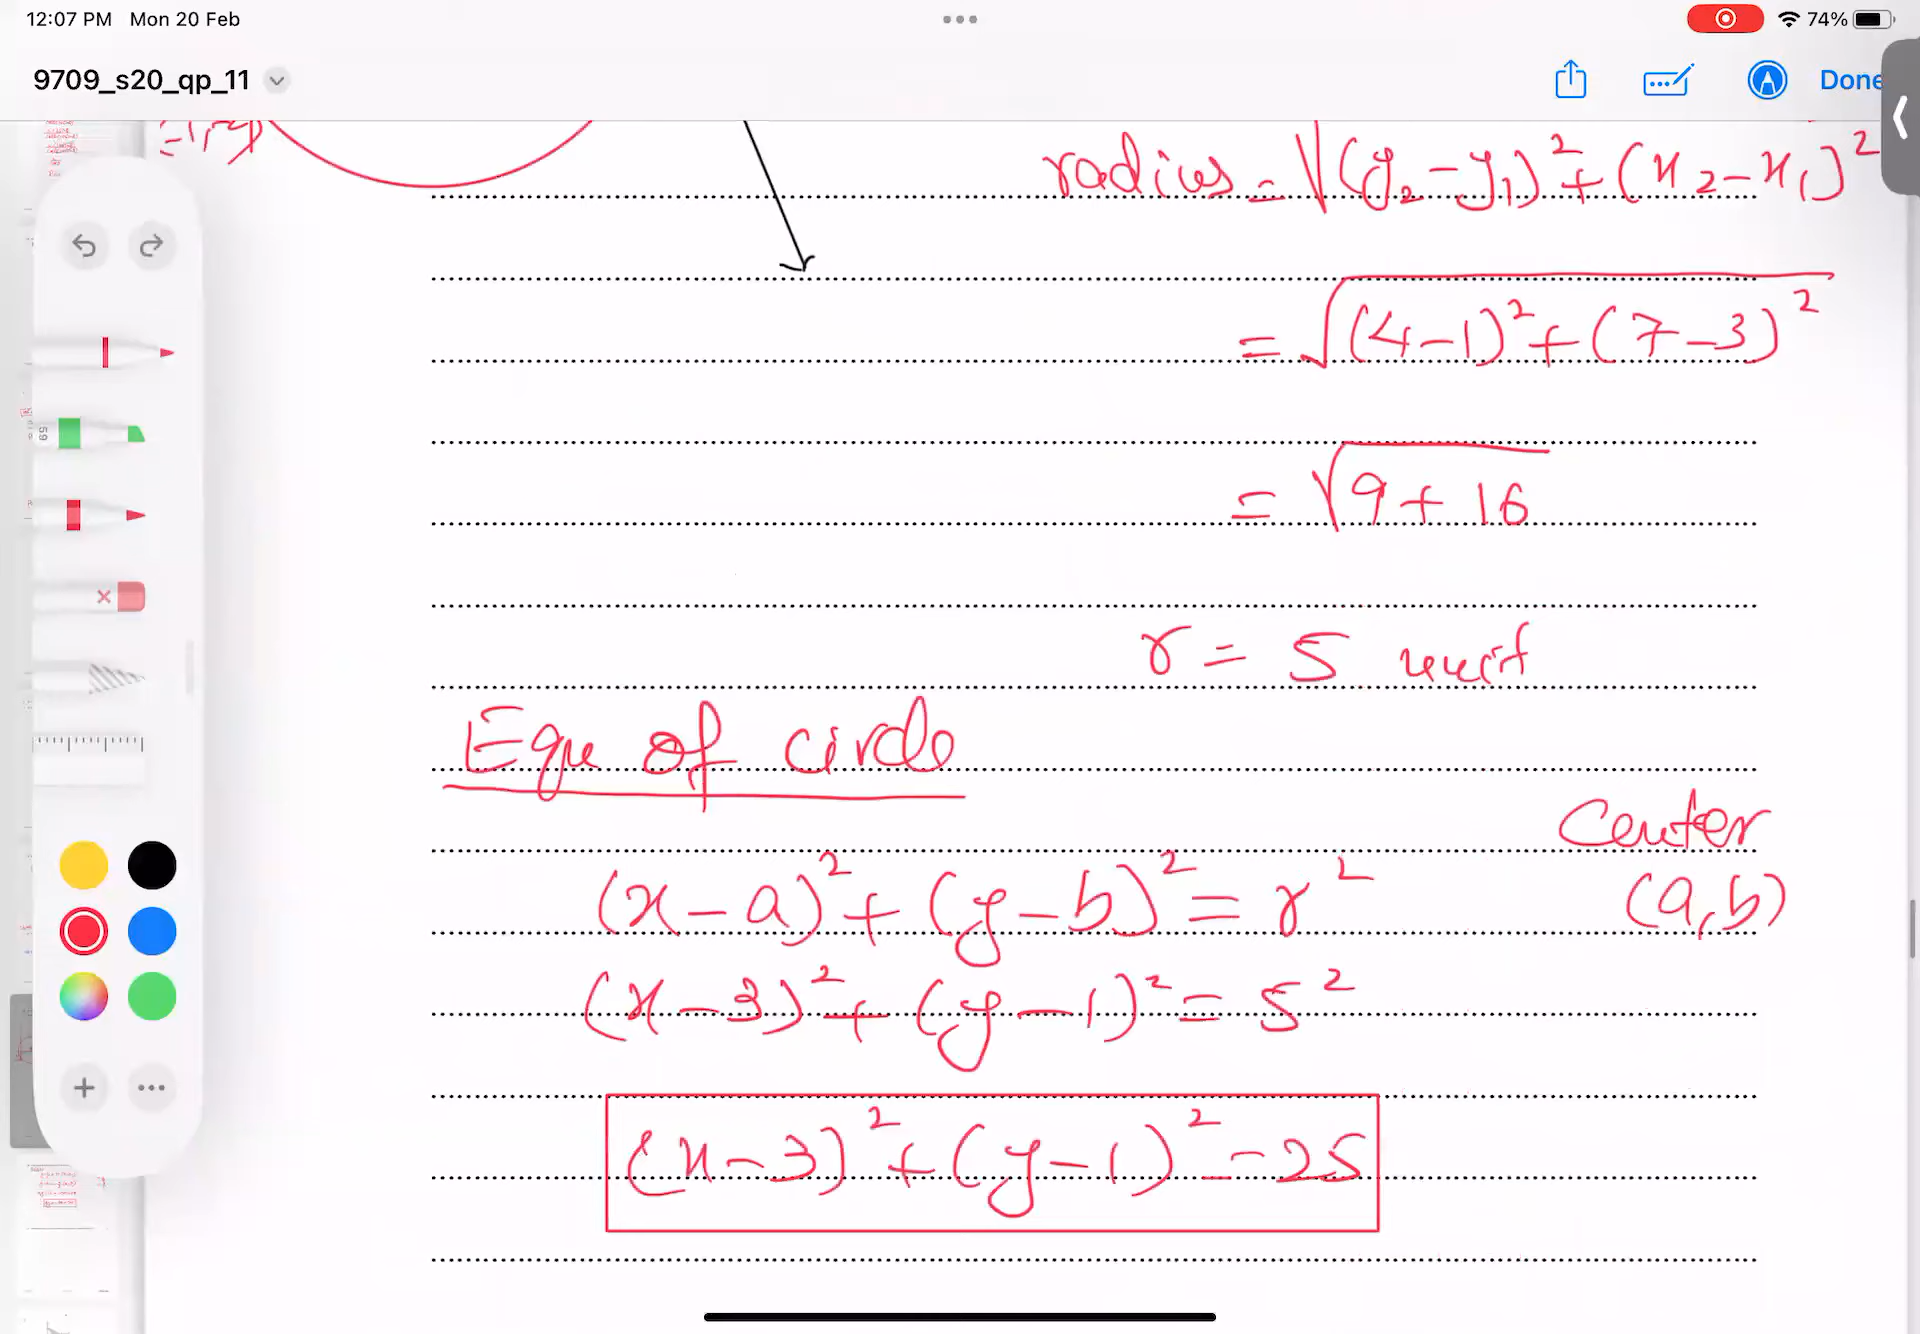 12:07 PM Mon 20 Feb
74%
9709_s20_qp_11
Done
radius = √(y₂-y₁)²+(x₂-x₁)²
= √(4-1)²+(7-3)²
= √9+16
r = 5 unit
Equ of circle
Center
(x-a)²+(y-b)²=r² (a,b)
(x-3)²+(y-1)²=5²
(x-3)²+(y-1)²=25